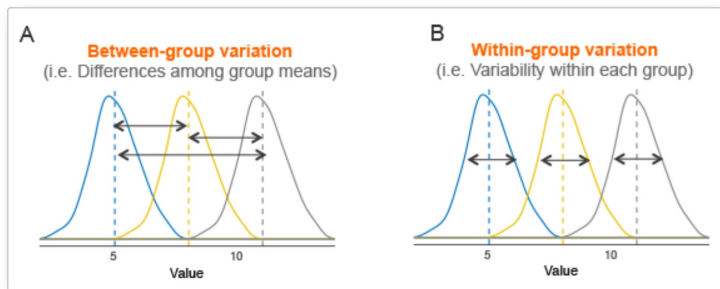 A
Between-group variation
(i.e. Differences among group means)
5
10
Value
B
Within-group variation
(i.e. Variability within each group)
5
10
Value